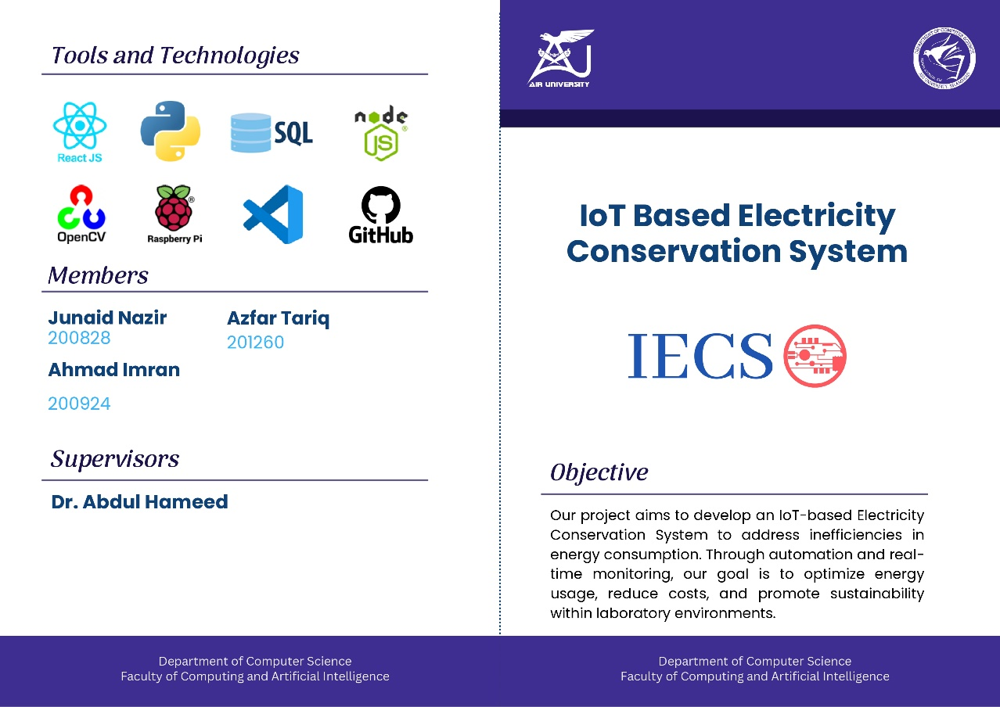 Tools and Technologies
React JS
SQL
node
JS
®
OpenCV
Raspberry Pi
®
GitHub
Members
Junaid Nazir
200828
Azfar Tariq
201260
Ahmad Imran
200924
Supervisors
Dr. Abdul Hameed
Department of Computer Science
Faculty of Computing and Artificial Intelligence
AIR UNIVERSITY
DEPARTMENT OF COMPUTER SCIENCE
IoT Based Electricity
Conservation System
IECS
Objective
Our project aims to develop an IoT-based Electricity
Conservation System to address inefficiencies in
energy consumption. Through automation and real-
time monitoring, our goal is to optimize energy
usage, reduce costs, and promote sustainability
within laboratory environments.
Department of Computer Science
Faculty of Computing and Artificial Intelligence